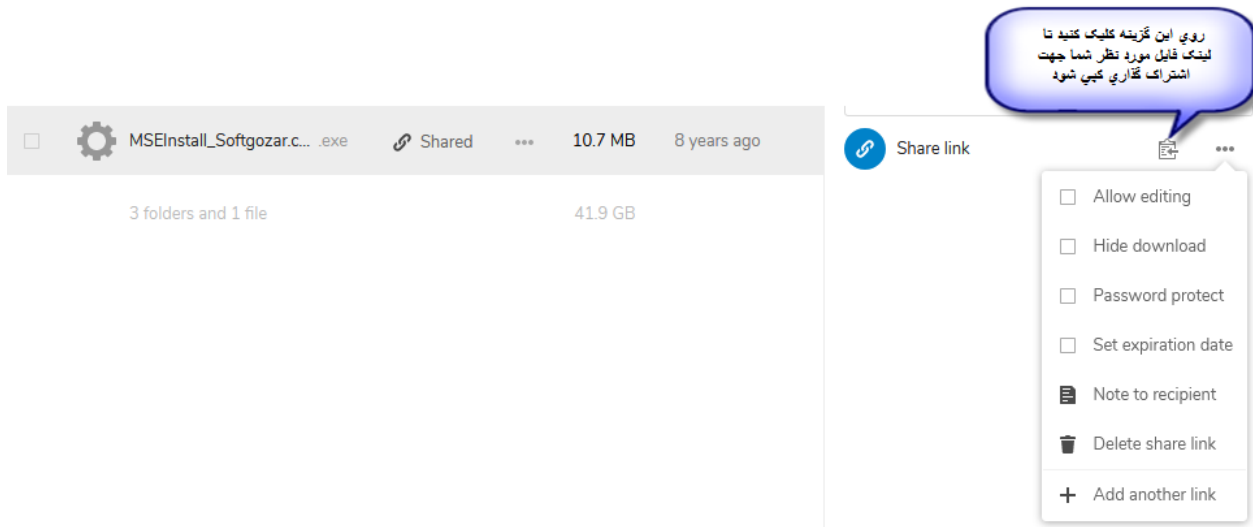 روي اين گزينه كليك كنيد تا
لينک فايل مورد نظر شما جهت
اشتراک گذاري كپي شود
MSEInstall_Softgozar.c... .exe Shared ••• 10.7 MB 8 years ago
3 folders and 1 file 41.9 GB
Share link •••
Allow editing
Hide download
Password protect
Set expiration date
Note to recipient
Delete share link
+ Add another link